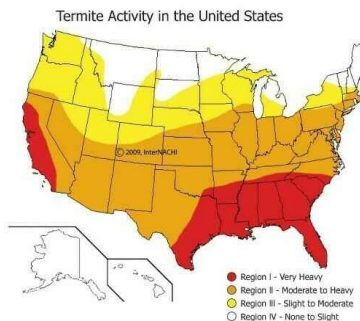 Termite Activity in the United States
© 2009, InterNACHI
Region I - Very Heavy
Region II - Moderate to Heavy
Region III - Slight to Moderate
Region IV - None to Slight